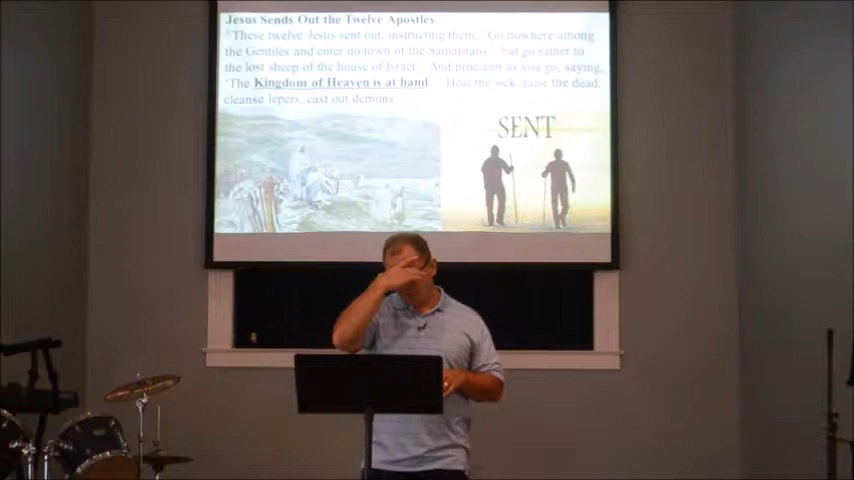 Jesus Sends Out the Twelve Apostles
These twelve Jesus sent out, instructing them, "Go nowhere among
the Gentiles and enter no town of the Samaritans, but go rather to
the lost sheep of the house of Israel. And proclaim as you go, saying,
'The Kingdom of Heaven is at hand.' Heal the sick, raise the dead,
cleanse lepers, cast out demons.
SENT